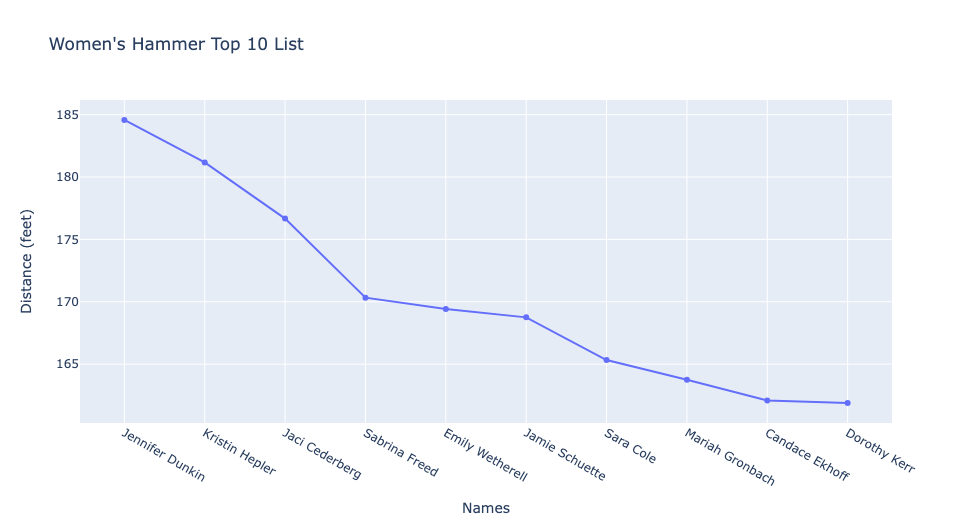 Women's Hammer Top 10 List
Distance (feet)
185
180
175
170
165
Jennifer Dunkin
Kristin Hepler
Jaci Cederberg
Sabrina Freed
Emily Wetherell
Jamie Schuette
Sara Cole
Mariah Gronbach
Candace Ekhoff
Dorothy Kerr
Names